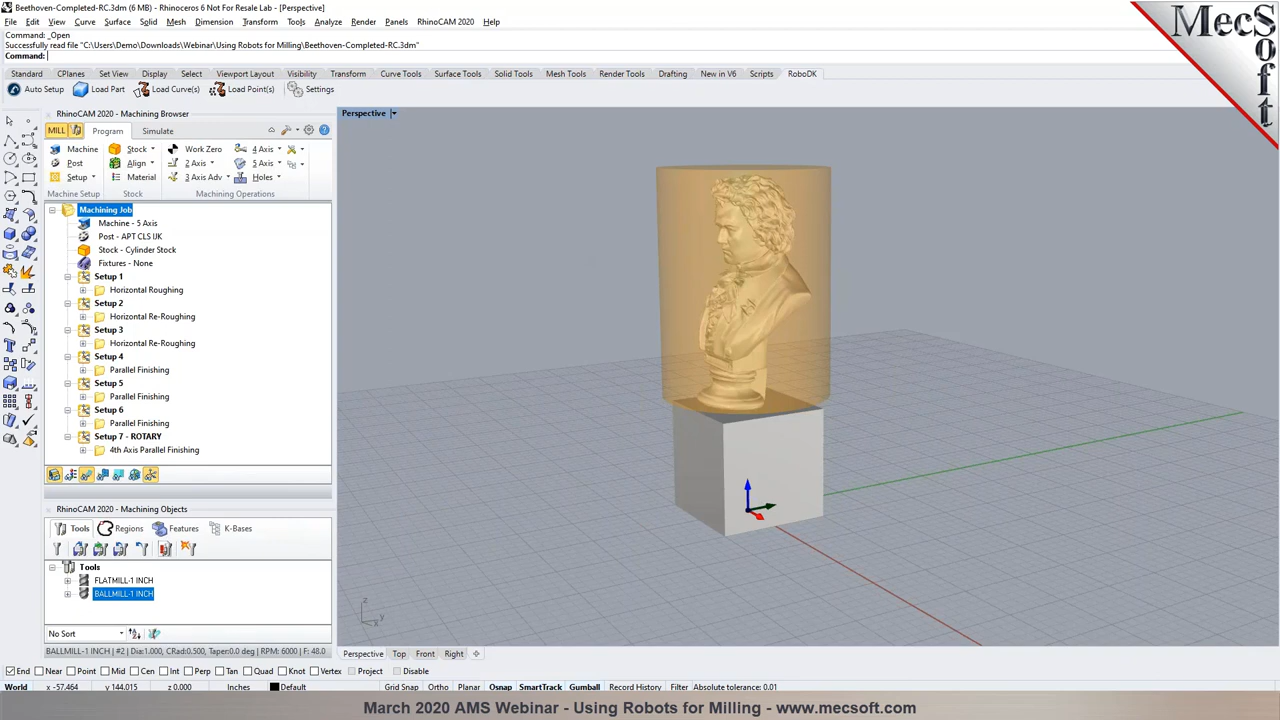 Beethoven-Completed-RC.3dm (6 MB) - Rhinoceros 6 Not For Resale Lab - [Perspective]
File Edit View Curve Surface Solid Mesh Dimension Transform Tools Analyze Render Panels RhinoCAM 2020 Help
Command: _Open
Successfully read file "C:\Users\Demo\Downloads\Webinar\Using Robots for Milling\Beethoven-Completed-RC.3dm"
Command:
Standard CPlanes Set View Display Select Viewport Layout Visibility Transform Curve Tools Surface Tools Solid Tools Mesh Tools Render Tools Drafting New in V6 Scripts RoboDK
Auto Setup Load Part Load Curve(s) Load Point(s) Settings
RhinoCAM 2020 - Machining Browser
MILL Program Simulate
Machine Stock Work Zero 4 Axis
Post Align 2 Axis 5 Axis
Setup Material 3 Axis Adv Holes
Machine Setup Stock Machining Operations
Machining Job
Machine - 5 Axis
Post - APT CLS IJK
Stock - Cylinder Stock
Fixtures - None
Setup 1
Horizontal Roughing
Setup 2
Horizontal Re-Roughing
Setup 3
Horizontal Re-Roughing
Setup 4
Parallel Finishing
Setup 5
Parallel Finishing
Setup 6
Parallel Finishing
Setup 7 - ROTARY
4th Axis Parallel Finishing
RhinoCAM 2020 - Machining Objects
Tools Regions Features K-Bases
Tools
FLATMILL-1 INCH
BALLMILL-1 INCH
No Sort
BALLMILL-1 INCH | #2 | Dia:1.000, CRad:0.500, Taper:0.0 deg | RPM: 6000 | F: 48.0
Perspective
z
y
x
MecSoft
Perspective Top Front Right
End Near Point Mid Cen Int Perp Tan Quad Knot Vertex Project Disable
World x -57.464 y 144.015 z 0.000 Inches Default Grid Snap Ortho Planar Osnap SmartTrack Gumball Record History Filter Absolute tolerance: 0.01
March 2020 AMS Webinar - Using Robots for Milling - www.mecsoft.com